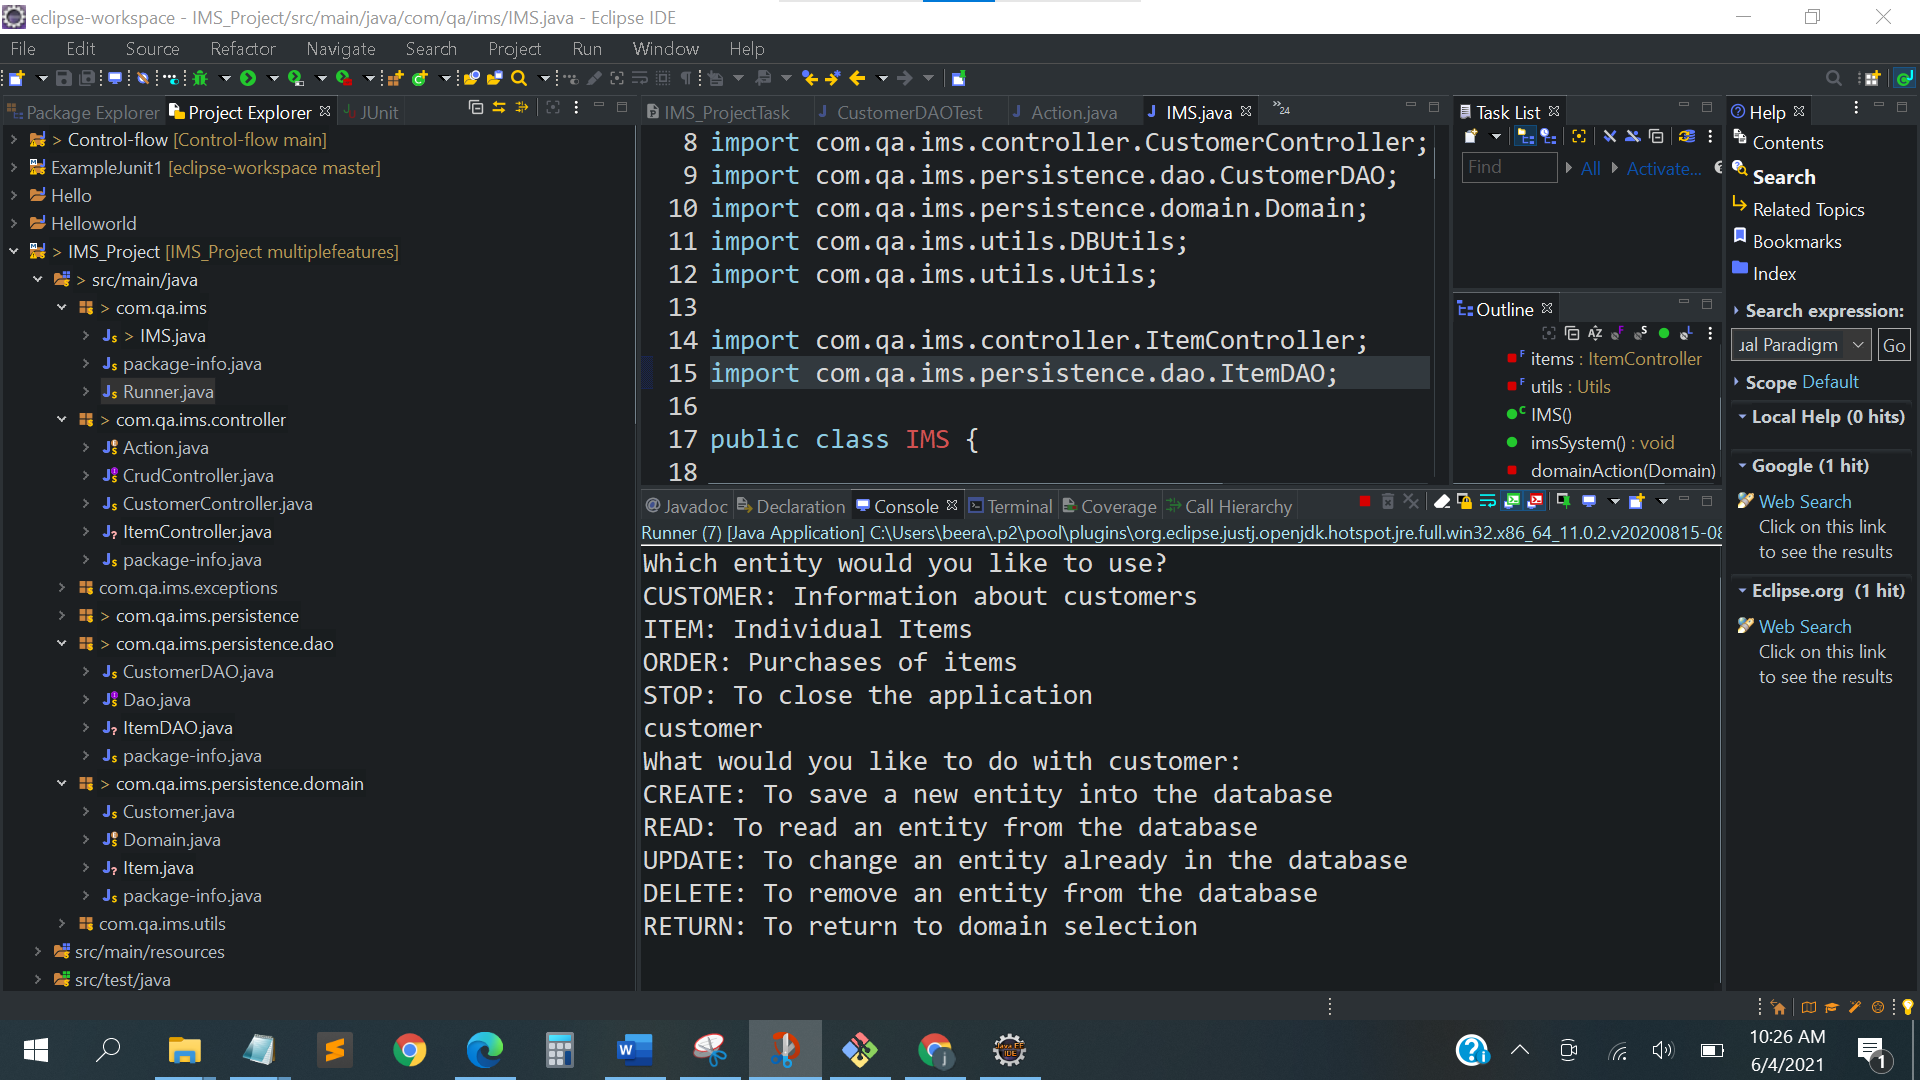 eclipse-workspace - IMS_Project/src/main/java/com/qa/ims/IMS.java - Eclipse IDE
File Edit Source Refactor Navigate Search Project Run Window Help
Package Explorer Project Explorer JUnit
> Control-flow [Control-flow main]
ExampleJunit1 [eclipse-workspace master]
Hello
Helloworld
> IMS_Project [IMS_Project multiplefeatures]
> src/main/java
> com.qa.ims
> IMS.java
package-info.java
Runner.java
> com.qa.ims.controller
Action.java
CrudController.java
CustomerController.java
ItemController.java
package-info.java
com.qa.ims.exceptions
> com.qa.ims.persistence
> com.qa.ims.persistence.dao
CustomerDAO.java
Dao.java
ItemDAO.java
package-info.java
> com.qa.ims.persistence.domain
Customer.java
Domain.java
Item.java
package-info.java
com.qa.ims.utils
src/main/resources
src/test/java
IMS_ProjectTask CustomerDAOTest Action.java IMS.java »24
8 import com.qa.ims.controller.CustomerController;
9 import com.qa.ims.persistence.dao.CustomerDAO;
10 import com.qa.ims.persistence.domain.Domain;
11 import com.qa.ims.utils.DBUtils;
12 import com.qa.ims.utils.Utils;
13
14 import com.qa.ims.controller.ItemController;
15 import com.qa.ims.persistence.dao.ItemDAO;
16
17 public class IMS {
18
Javadoc Declaration Console Terminal Coverage Call Hierarchy
Runner (7) [Java Application] C:\Users\beera\.p2\pool\plugins\org.eclipse.justj.openjdk.hotspot.jre.full.win32.x86_64_11.0.2.v20200815-08
Which entity would you like to use?
CUSTOMER: Information about customers
ITEM: Individual Items
ORDER: Purchases of items
STOP: To close the application
customer
What would you like to do with customer:
CREATE: To save a new entity into the database
READ: To read an entity from the database
UPDATE: To change an entity already in the database
DELETE: To remove an entity from the database
RETURN: To return to domain selection
Task List
Find All Activate...
Outline
items : ItemController
utils : Utils
IMS()
imsSystem() : void
domainAction(Domain)
Help
Contents
Search
Related Topics
Bookmarks
Index
Search expression:
ual Paradigm Go
Scope Default
Local Help (0 hits)
Google (1 hit)
Web Search
Click on this link
to see the results
Eclipse.org (1 hit)
Web Search
Click on this link
to see the results
10:26 AM
6/4/2021
1